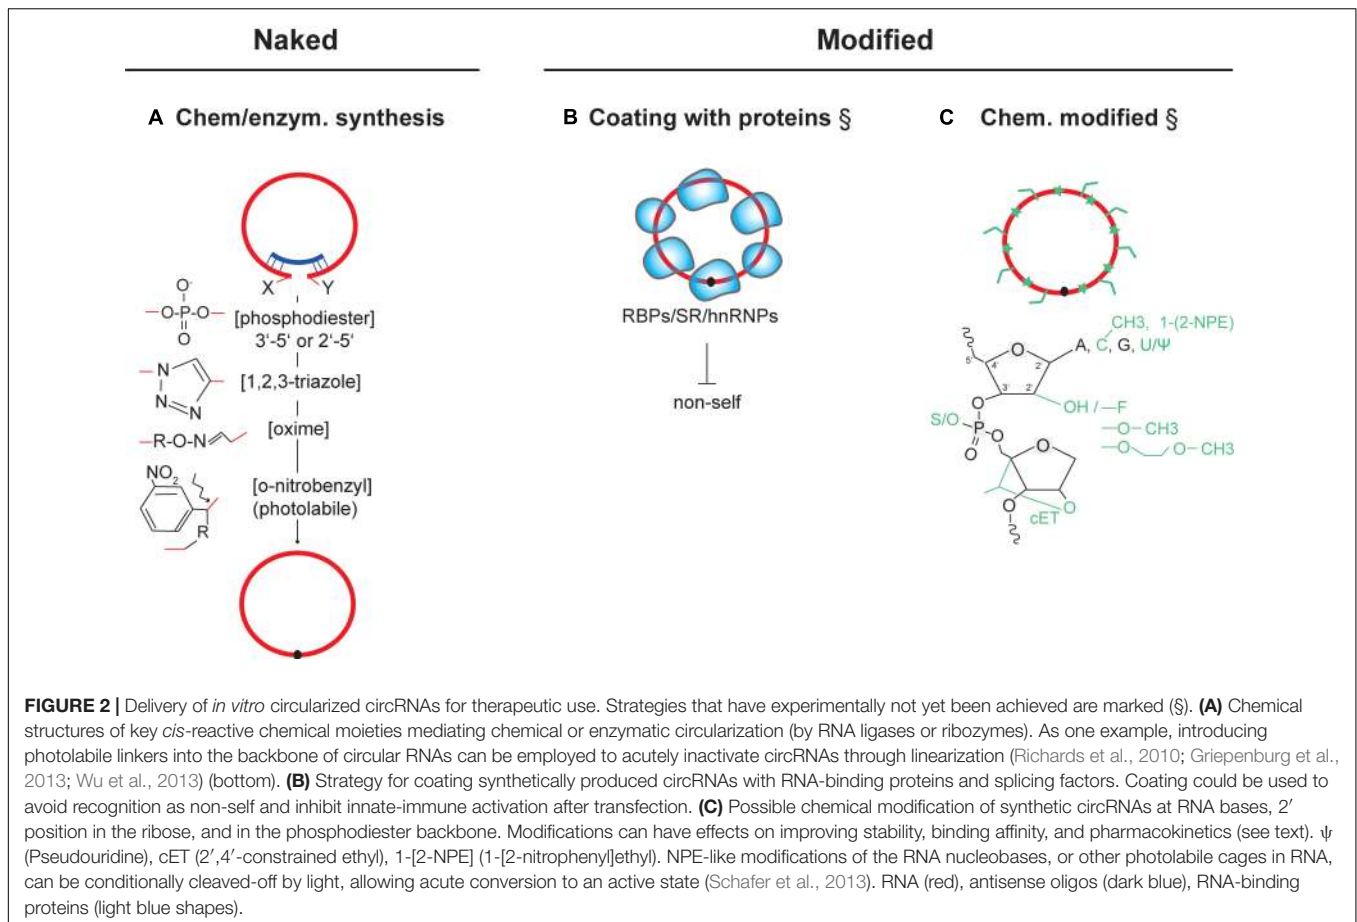 Naked
Modified
A Chem/enzym. synthesis
B Coating with proteins §
C Chem. modified §
X
Y
O-
-O-P-O-
O
[phosphodiester]
3'-5' or 2'-5'
N
N
N
[1,2,3-triazole]
-R-O-N
[oxime]
NO2
R
[o-nitrobenzyl]
(photolabile)
RBPs/SR/hnRNPs
non-self
CH3, 1-(2-NPE)
A, C, G, U/Ψ
O
5'
4'
2'
3'
2'
O
OH / —F
S/O
P
O
O
—O—CH3
—O O—CH3
O
O
O
cET
FIGURE 2 | Delivery of in vitro circularized circRNAs for therapeutic use. Strategies that have experimentally not yet been achieved are marked (§). (A) Chemical
structures of key cis-reactive chemical moieties mediating chemical or enzymatic circularization (by RNA ligases or ribozymes). As one example, introducing
photolabile linkers into the backbone of circular RNAs can be employed to acutely inactivate circRNAs through linearization (Richards et al., 2010; Griepenburg et al.,
2013; Wu et al., 2013) (bottom). (B) Strategy for coating synthetically produced circRNAs with RNA-binding proteins and splicing factors. Coating could be used to
avoid recognition as non-self and inhibit innate-immune activation after transfection. (C) Possible chemical modification of synthetic circRNAs at RNA bases, 2′
position in the ribose, and in the phosphodiester backbone. Modifications can have effects on improving stability, binding affinity, and pharmacokinetics (see text). ψ
(Pseudouridine), cET (2′,4′-constrained ethyl), 1-[2-NPE] (1-[2-nitrophenyl]ethyl). NPE-like modifications of the RNA nucleobases, or other photolabile cages in RNA,
can be conditionally cleaved-off by light, allowing acute conversion to an active state (Schafer et al., 2013). RNA (red), antisense oligos (dark blue), RNA-binding
proteins (light blue shapes).